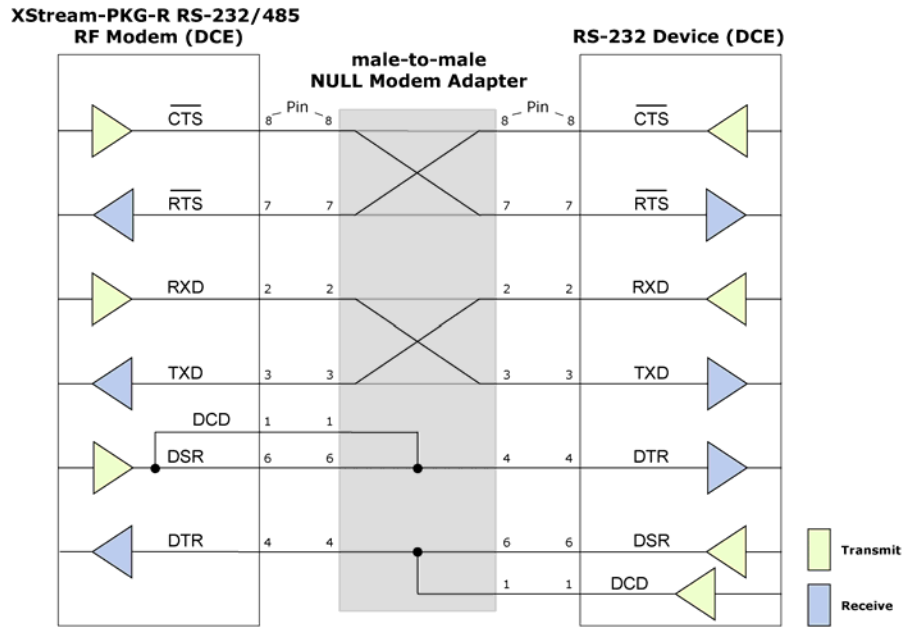 XStream-PKG-R RS-232/485
RF Modem (DCE)
male-to-male
NULL Modem Adapter
RS-232 Device (DCE)
CTS 8 Pin 8 8 Pin 8 CTS
RTS 7 7 7 7 RTS
RXD 2 2 2 2 RXD
TXD 3 3 3 3 TXD
DCD 1 1
DSR 6 6 4 4 DTR
DTR 4 4 6 6 DSR
1 1 DCD
Transmit
Receive